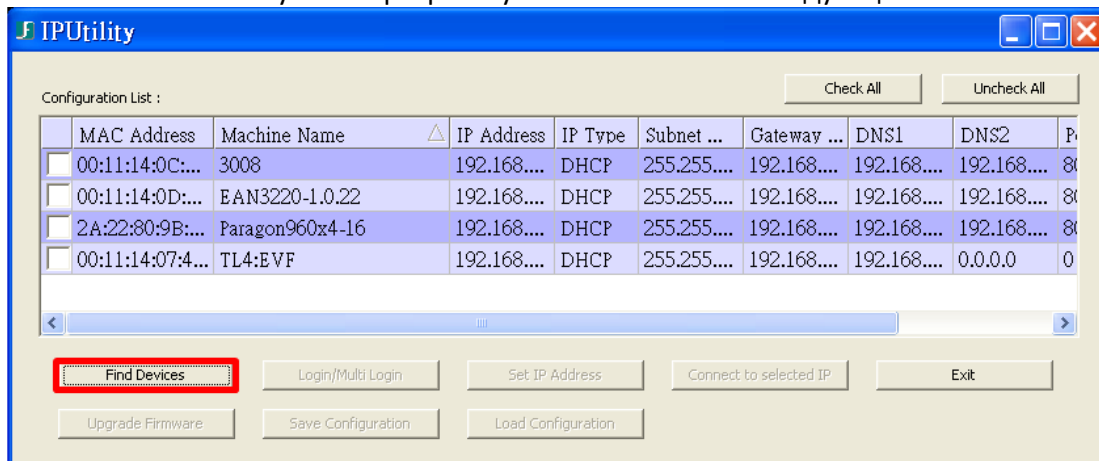 IPUtility
Configuration List :
Check All
Uncheck All
MAC Address Machine Name IP Address IP Type Subnet ... Gateway ... DNS1 DNS2
00:11:14:0C:... 3008 192.168.... DHCP 255.255.... 192.168.... 192.168.... 192.168....
00:11:14:0D:... EAN3220-1.0.22 192.168.... DHCP 255.255.... 192.168.... 192.168.... 192.168....
2A:22:80:9B:... Paragon960x4-16 192.168.... DHCP 255.255.... 192.168.... 192.168.... 192.168....
00:11:14:07:4... TL4:EVF 192.168.... DHCP 255.255.... 192.168.... 192.168.... 0.0.0.0 0
Find Devices Login/Multi Login Set IP Address Connect to selected IP Exit
Upgrade Firmware Save Configuration Load Configuration